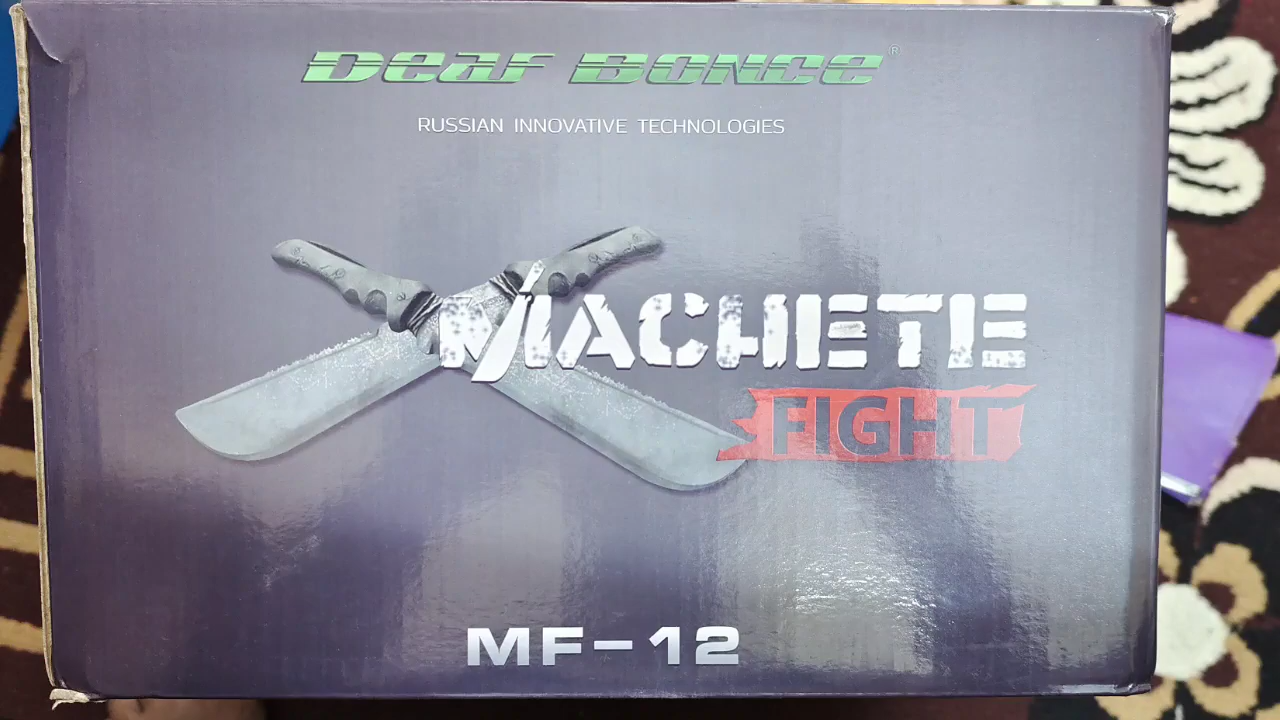 Deaf Bonce ®
RUSSIAN INNOVATIVE TECHNOLOGIES
MACHETE
FIGHT
MF-12